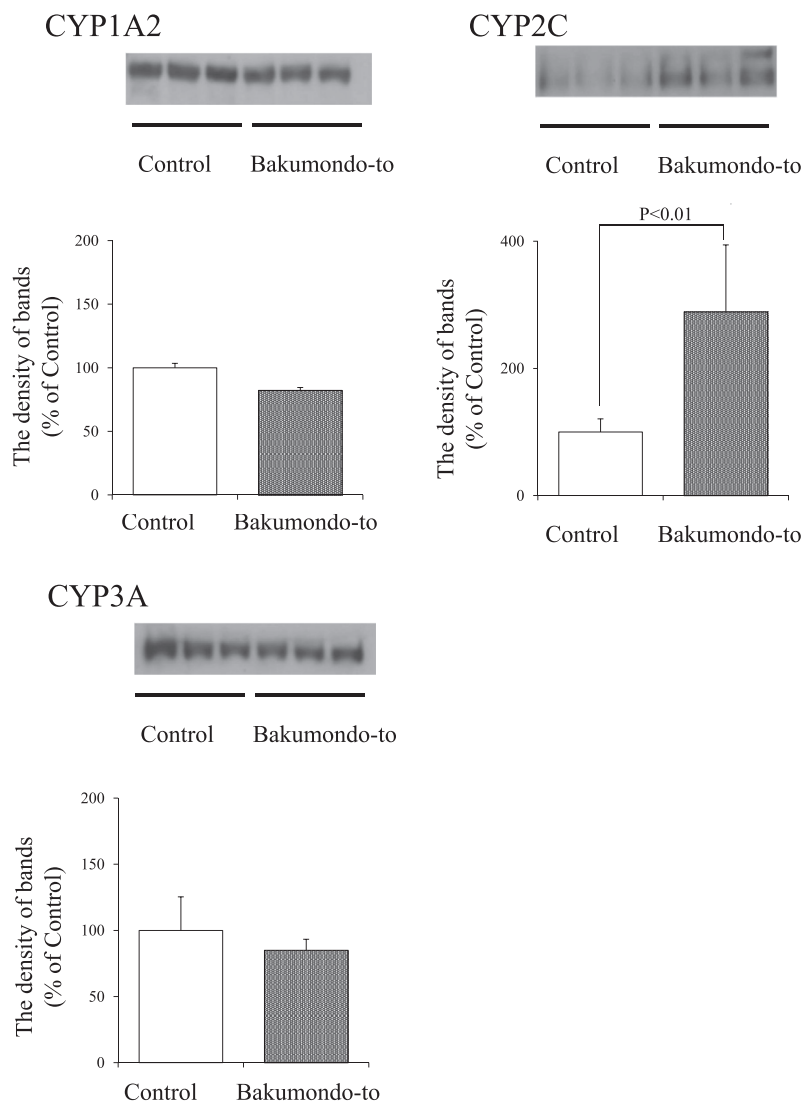 CYP1A2
Control
Bakumondo-to
The density of bands
(% of Control)
200
150
100
50
0
Control
Bakumondo-to
CYP2C
Control
Bakumondo-to
P<0.01
The density of bands
(% of Control)
400
200
0
Control
Bakumondo-to
CYP3A
Control
Bakumondo-to
The density of bands
(% of Control)
200
150
100
50
0
Control
Bakumondo-to